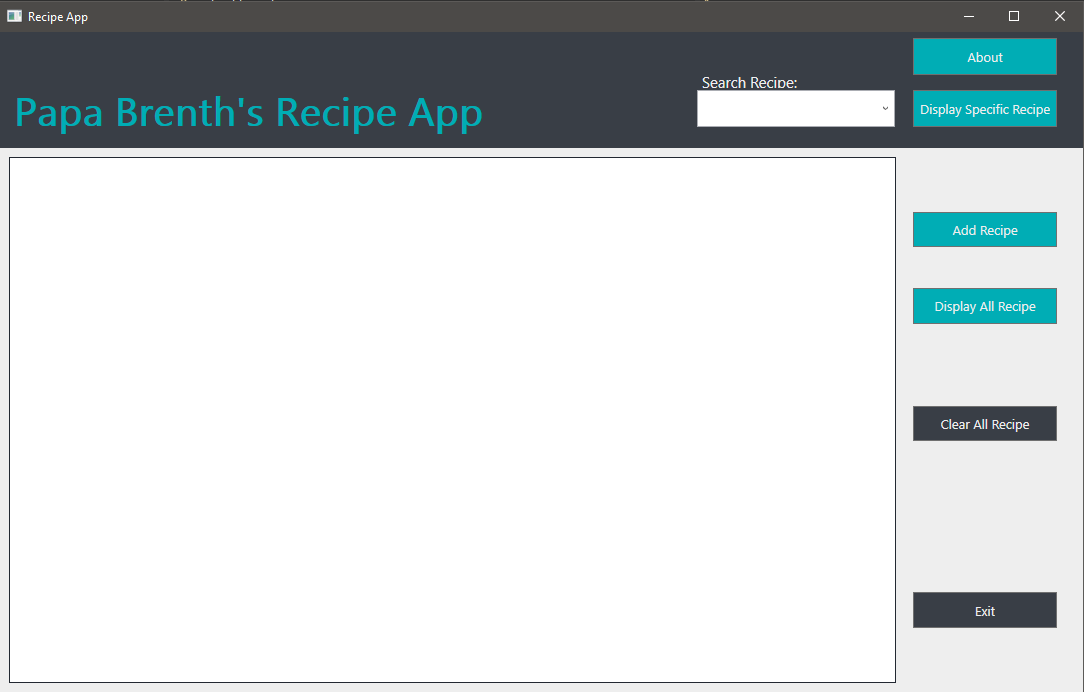 Recipe App
About
Search Recipe:
Papa Brenth's Recipe App
Display Specific Recipe
Add Recipe
Display All Recipe
Clear All Recipe
Exit